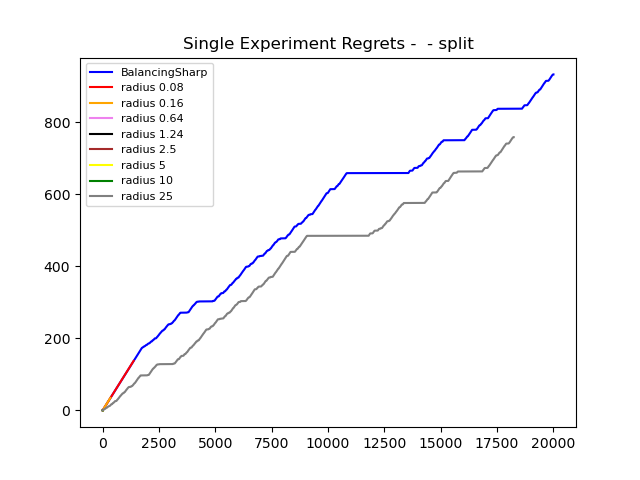 Single Experiment Regrets -  - split
BalancingSharp
radius 0.08
radius 0.16
radius 0.64
radius 1.24
radius 2.5
radius 5
radius 10
radius 25
800
600
400
200
0
0 2500 5000 7500 10000 12500 15000 17500 20000